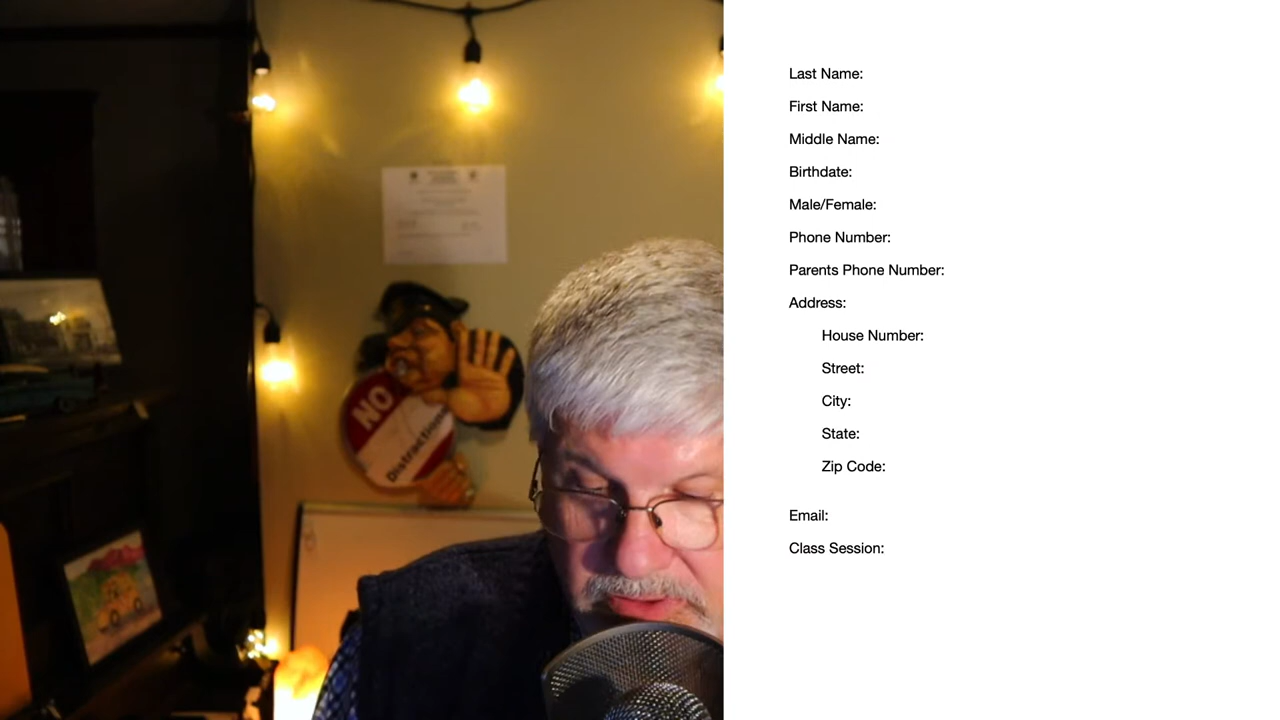 NO
Distractions
Last Name:
First Name:
Middle Name:
Birthdate:
Male/Female:
Phone Number:
Parents Phone Number:
Address:
House Number:
Street:
City:
State:
Zip Code:
Email:
Class Session: